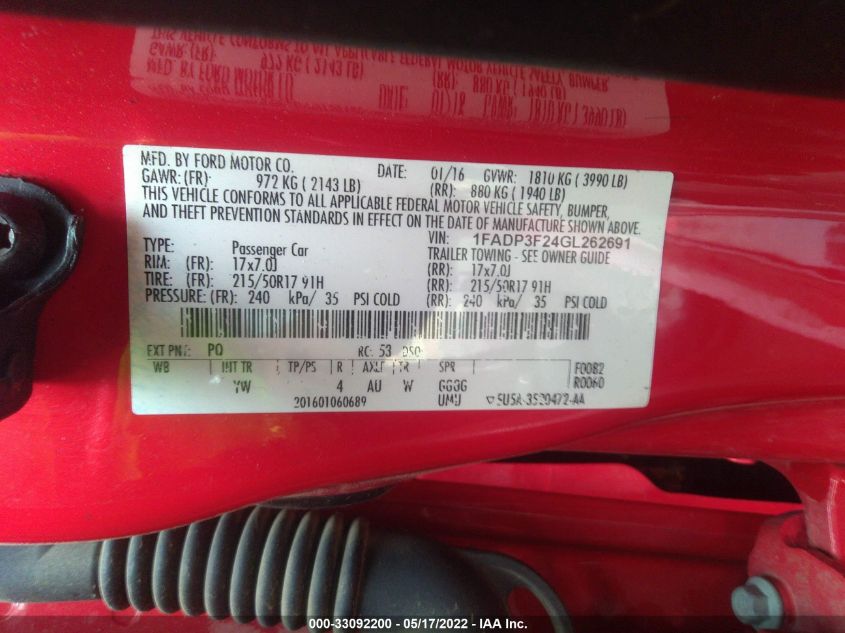 MFD. BY FORD MOTOR CO. DATE: 01/16 GVWR: 1810 KG ( 3990 LB)
GAWR: (FR): 972 KG ( 2143 LB) (RR): 880 KG ( 1940 LB)
THIS VEHICLE CONFORMS TO ALL APPLICABLE FEDERAL MOTOR VEHICLE SAFETY, BUMPER,
AND THEFT PREVENTION STANDARDS IN EFFECT ON THE DATE OF MANUFACTURE SHOWN ABOVE.
VIN: 1FADP3F24GL262691
TYPE: Passenger Car TRAILER TOWING - SEE OWNER GUIDE
RIM: (FR): 17x7.0J (RR): 17x7.0J
TIRE: (FR): 215/50R17 91H (RR): 215/50R17 91H
PRESSURE: (FR): 240 kPa/ 35 PSI COLD (RR): 240 kPa/ 35 PSI COLD
EXT PNT: PQ RC: 53 DSO:
WB INT TR TP/PS R AXLE TR SPR F0082
YW 4 AU W GGGG R0060
201601060689 UMU
000-33092200 - 05/17/2022 - IAA Inc.